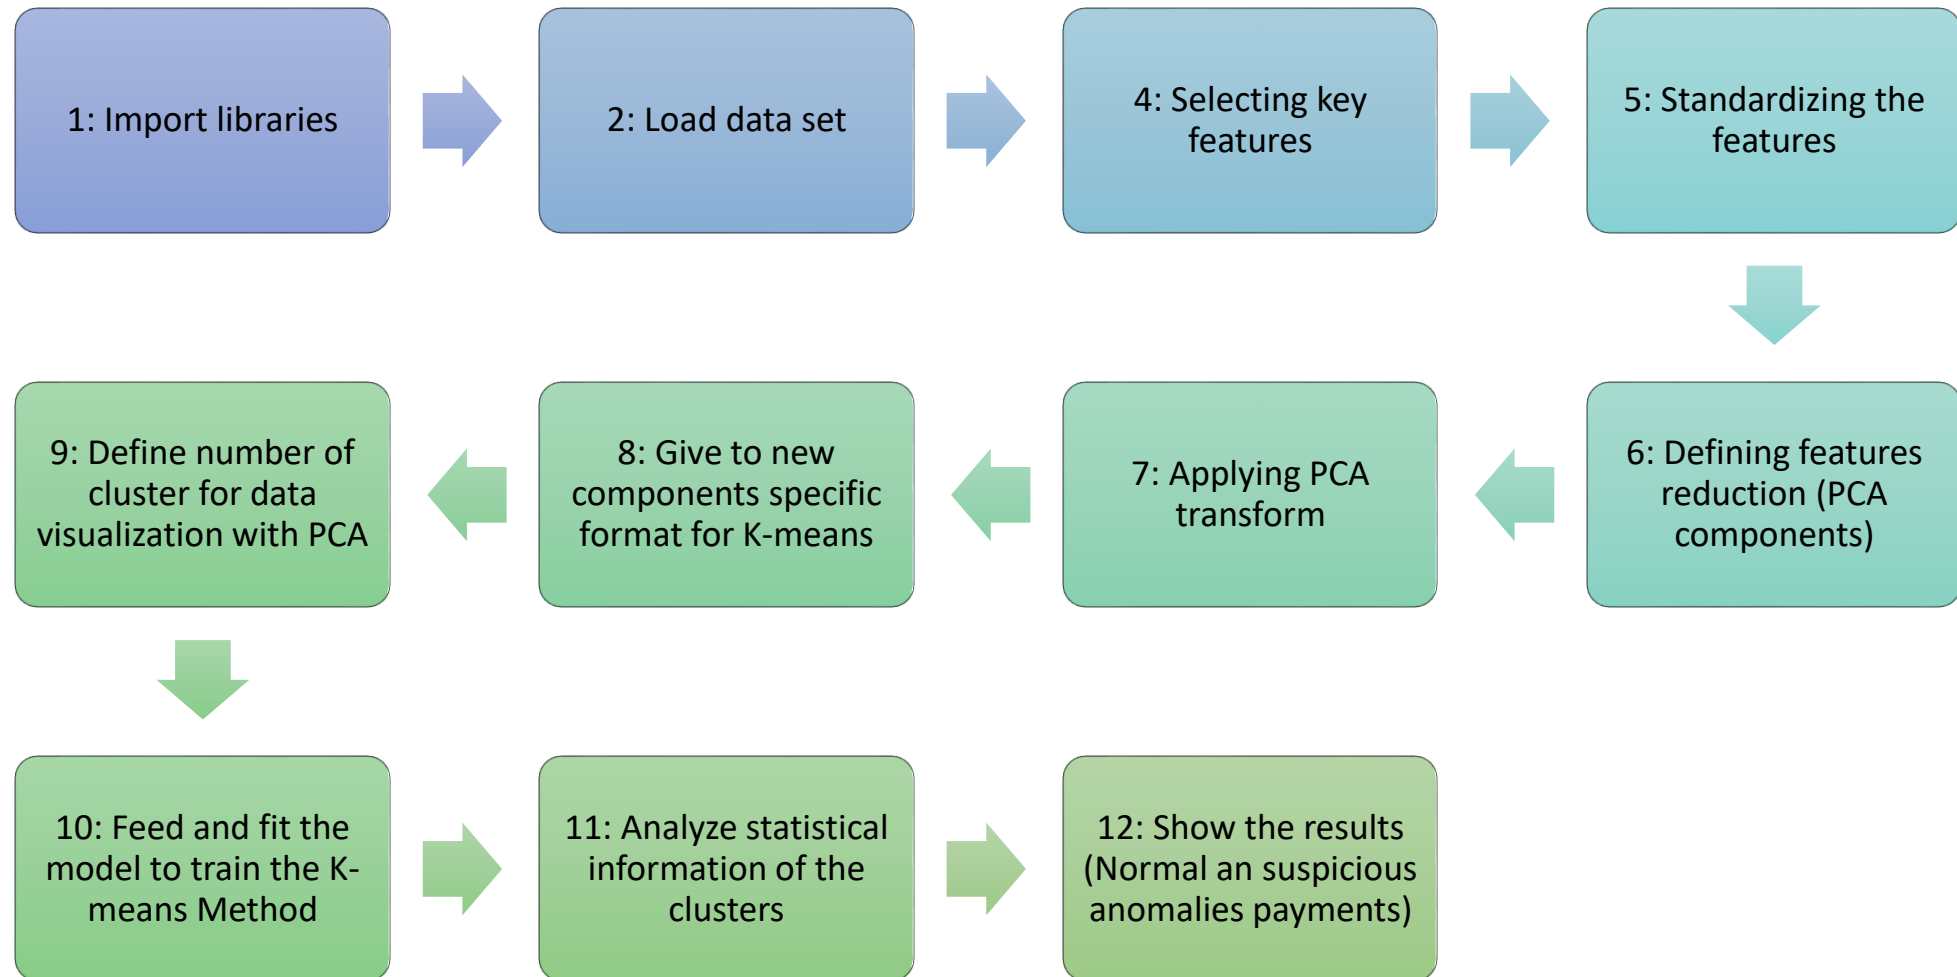 1: Import libraries
2: Load data set
4: Selecting key
features
5: Standardizing the
features
6: Defining features
reduction (PCA
components)
7: Applying PCA
transform
8: Give to new
components specific
format for K-means
9: Define number of
cluster for data
visualization with PCA
10: Feed and fit the
model to train the K-
means Method
11: Analyze statistical
information of the
clusters
12: Show the results
(Normal an suspicious
anomalies payments)